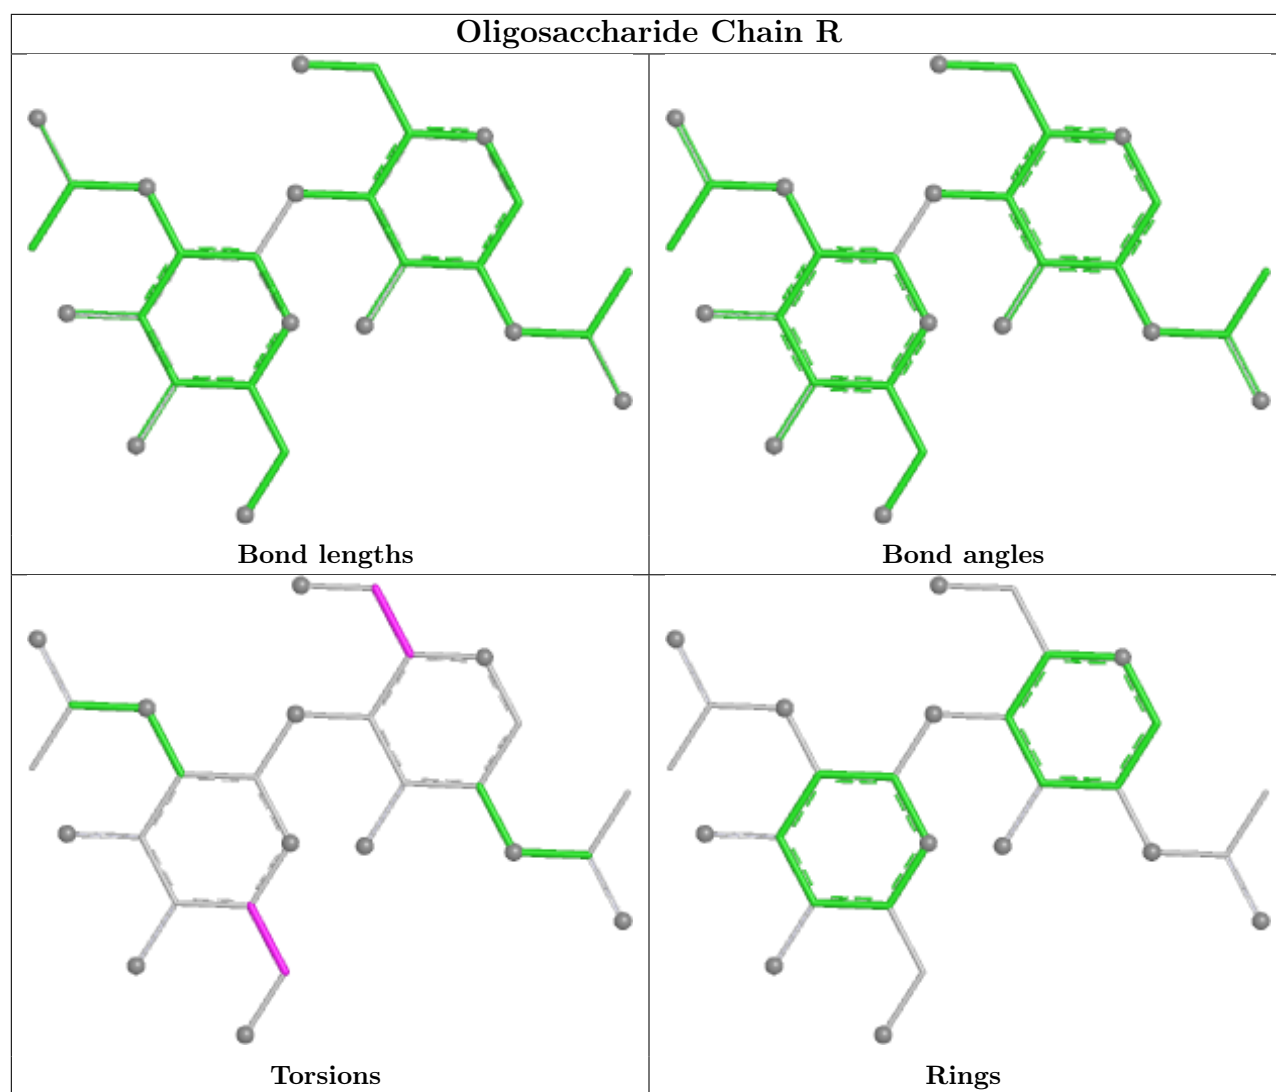 Oligosaccharide Chain R
Bond lengths
Bond angles
Torsions
Rings